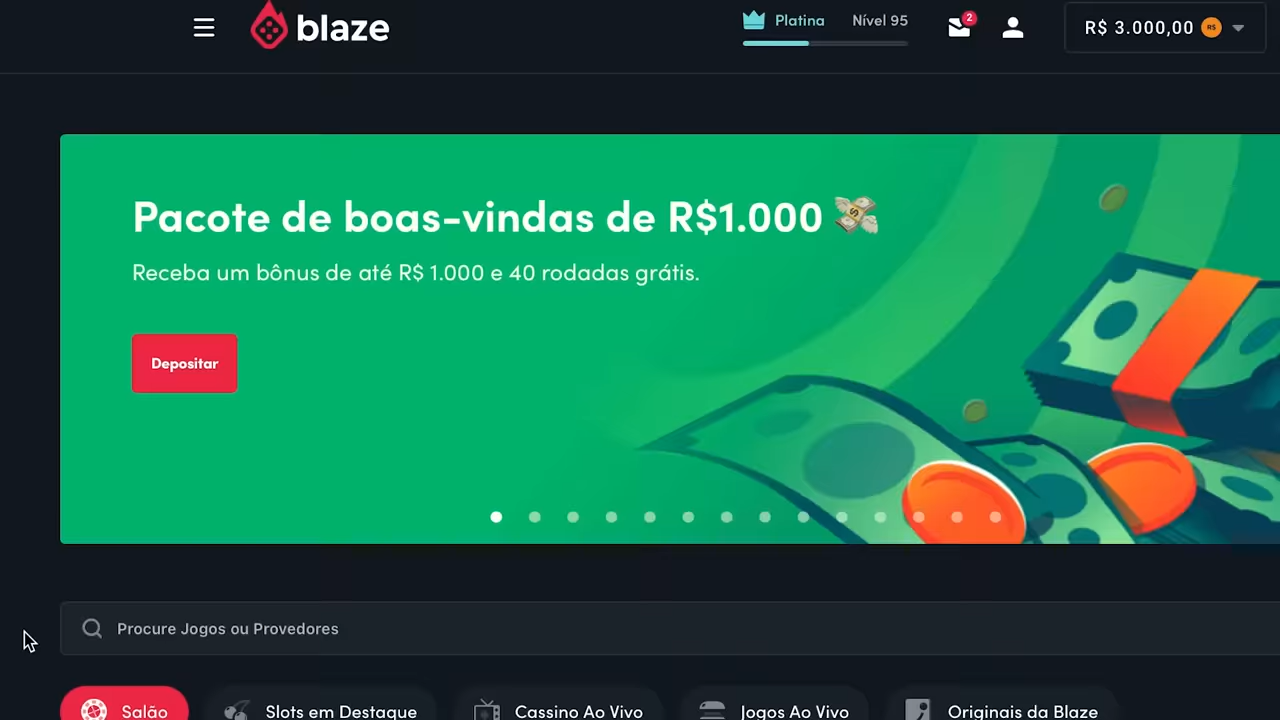 blaze
Platina Nível 95
2
R$ 3.000,00 R$
Pacote de boas-vindas de R$1.000
Receba um bônus de até R$ 1.000 e 40 rodadas grátis.
Depositar
Procure Jogos ou Provedores
Salão Slots em Destaque Cassino Ao Vivo Jogos Ao Vivo Originais da Blaze